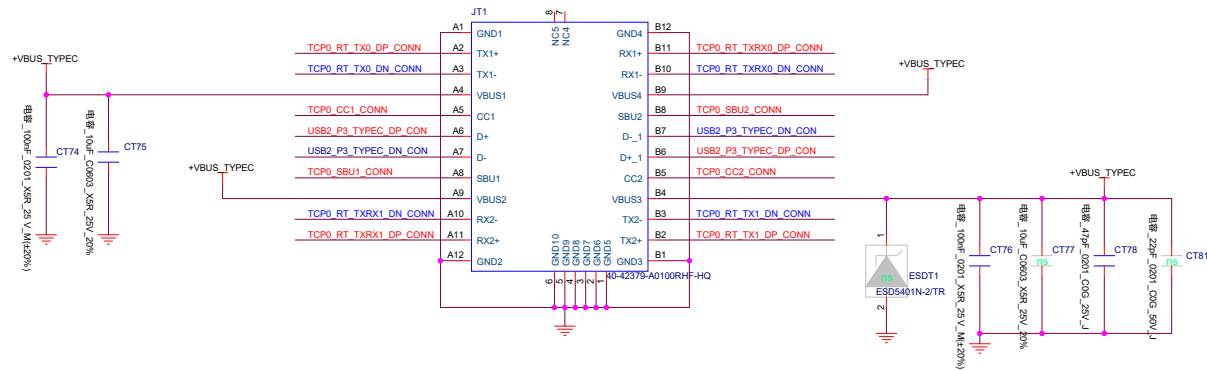 JT1
A1 GND1 8 NC5 7 NC4 GND4 B12
TCP0_RT_TX0_DP_CONN A2 TX1+ RX1+ B11 TCP0_RT_TXRX0_DP_CONN
TCP0_RT_TX0_DN_CONN A3 TX1- RX1- B10 TCP0_RT_TXRX0_DN_CONN
+VBUS_TYPEC
+VBUS_TYPEC
A4 VBUS1 VBUS4 B9
TCP0_CC1_CONN A5 CC1 SBU2 B8 TCP0_SBU2_CONN
USB2_P3_TYPEC_DP_CON A6 D+ D-_1 B7 USB2_P3_TYPEC_DN_CON
USB2_P3_TYPEC_DN_CON A7 D- D+_1 B6 USB2_P3_TYPEC_DP_CON
TCP0_SBU1_CONN A8 SBU1 CC2 B5 TCP0_CC2_CONN
A9 VBUS2 VBUS3 B4
TCP0_RT_TXRX1_DN_CONN A10 RX2- TX2- B3 TCP0_RT_TX1_DN_CONN
TCP0_RT_TXRX1_DP_CONN A11 RX2+ TX2+ B2 TCP0_RT_TX1_DP_CONN
A12 GND2 GND3 B1
GND10 GND9 GND8 GND7 GND6 GND5
6 5 4 3 2 1
40-42379-A0100RHF-HQ
CT74
电容_100nF_0201_X5R_25 V_M(±20%)
CT75
电容_10uF_C0603_X5R_25V_20%
+VBUS_TYPEC
+VBUS_TYPEC
1
ns
ESDT1
ESD5401N-2/TR
2
电容_100nF_0201_X5R_25 V_M(±20%)
CT76
电容_10uF_C0603_X5R_25V_20%
CT77
ns
电容_47pF_0201_C0G_25V_J
CT78
电容_22pF_0201_C0G_50V_J
CT81
ns